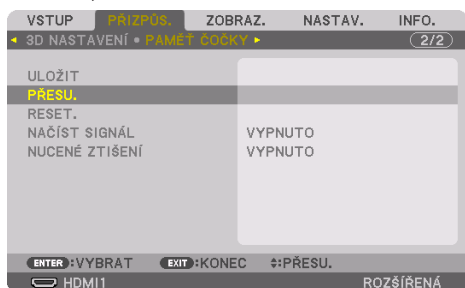 VSTUP PŘIZPŮS. ZOBRAZ. NASTAV. INFO.
3D NASTAVENÍ • PAMĚŤ ČOČKY 2/2
ULOŽIT
PŘESU.
RESET.
NAČÍST SIGNÁL VYPNUTO
NUCENÉ ZTIŠENÍ VYPNUTO
ENTER :VYBRAT EXIT :KONEC :PŘESU.
HDMI1 ROZŠÍŘENÁ